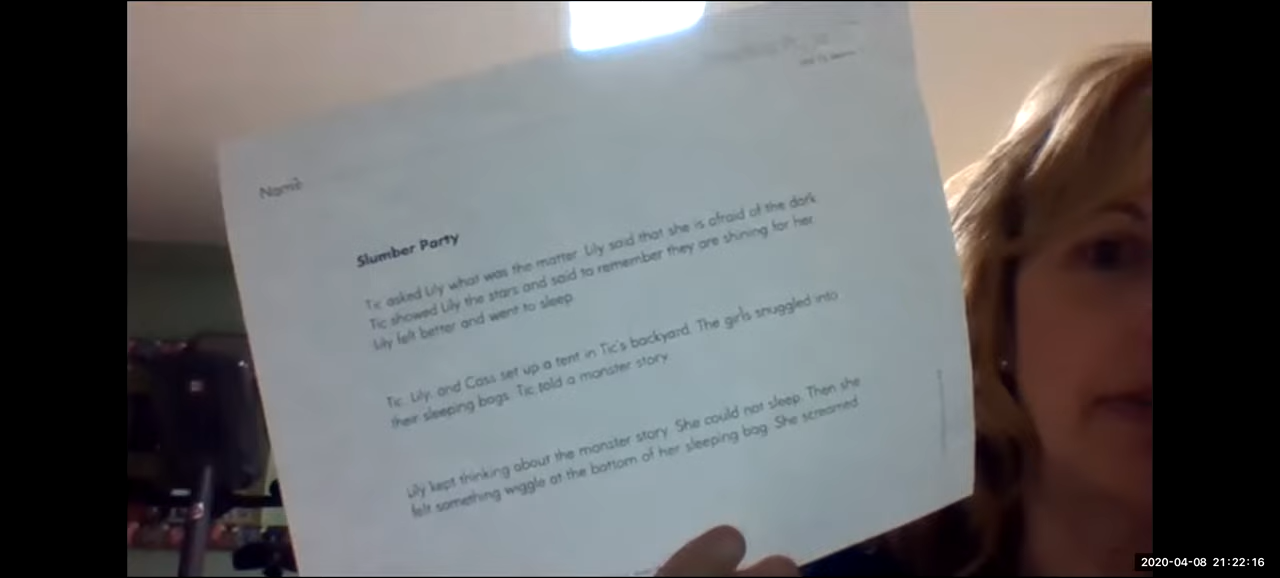 Name
Slumber Party
Tic asked Lily what was the matter. Lily said that she is afraid of the dark.
Tic showed Lily the stars and said to remember they are shining for her.
Lily felt better and went to sleep.
Tic, Lily, and Cass set up a tent in Tic's backyard. The girls snuggled into
their sleeping bags. Tic told a monster story.
Lily kept thinking about the monster story. She could not sleep. Then she
felt something wiggle at the bottom of her sleeping bag. She screamed.
2020-04-08 21:22:16